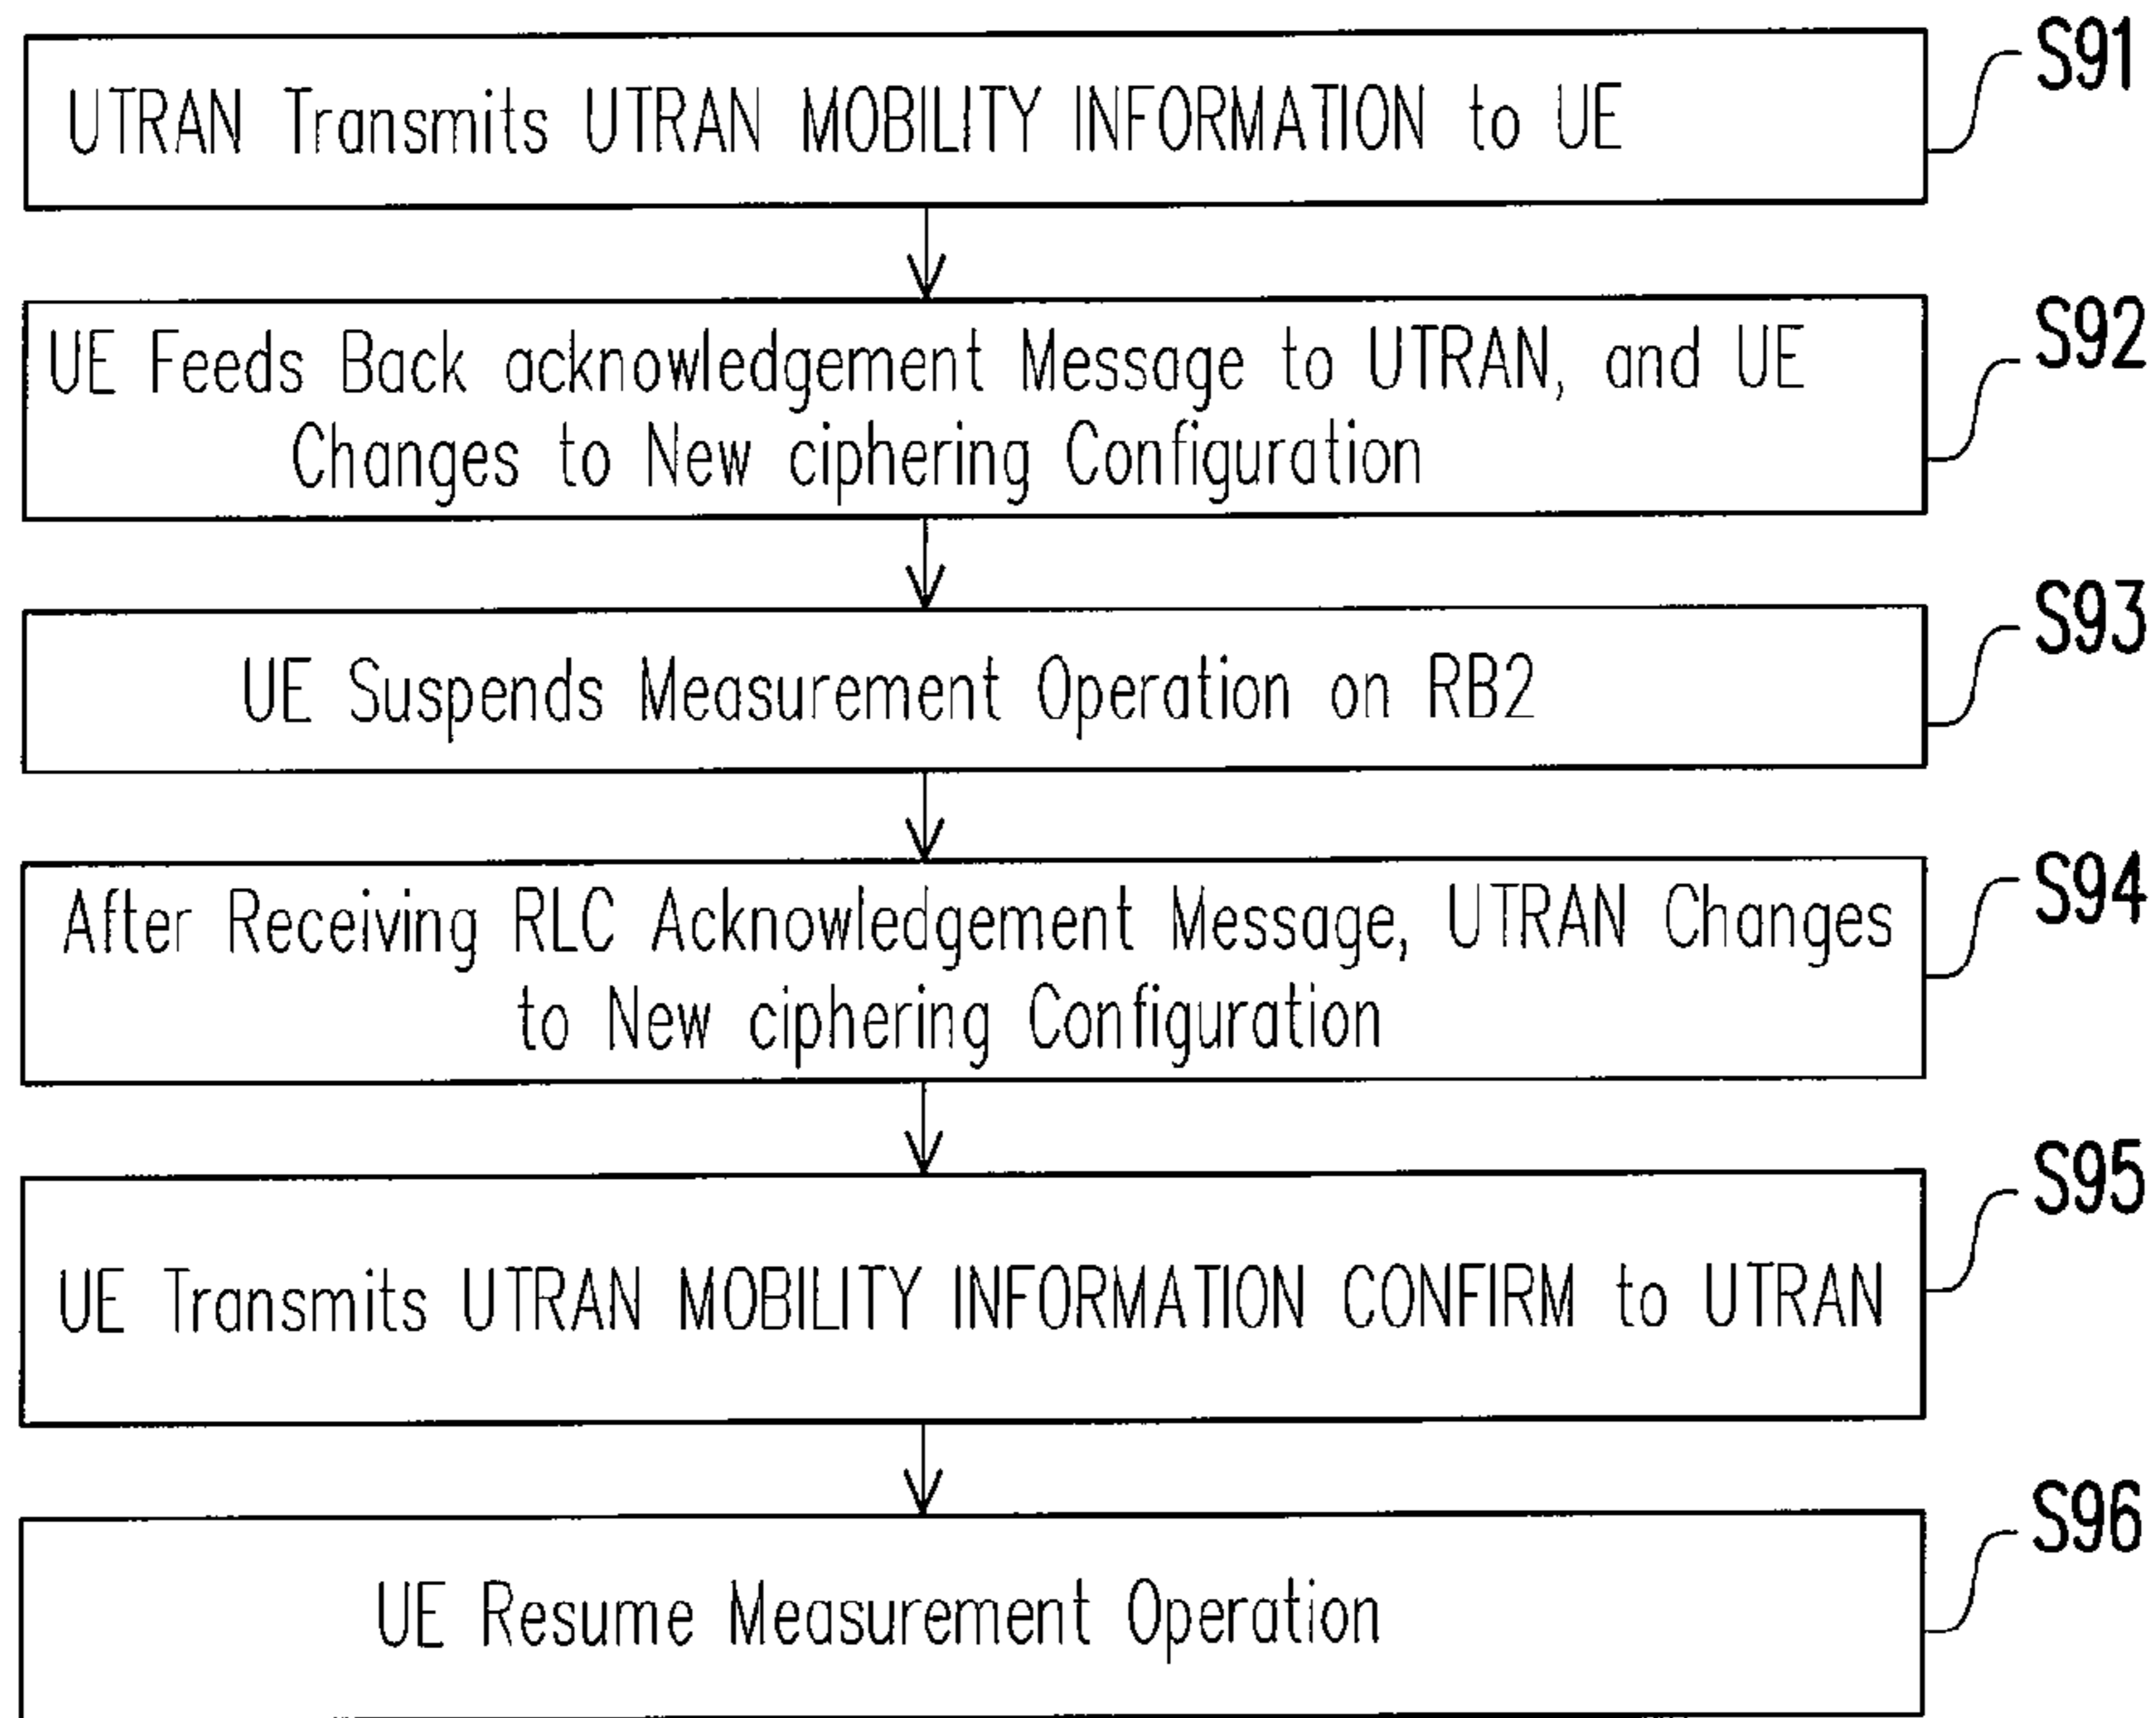 UTRAN Transmits UTRAN MOBILITY INFORMATION to UE
S91
UE Feeds Back acknowledgement Message to UTRAN, and UE
Changes to New ciphering Configuration
S92
UE Suspends Measurement Operation on RB2
S93
After Receiving RLC Acknowledgement Message, UTRAN Changes
to New ciphering Configuration
S94
UE Transmits UTRAN MOBILITY INFORMATION CONFIRM to UTRAN
S95
UE Resume Measurement Operation
S96